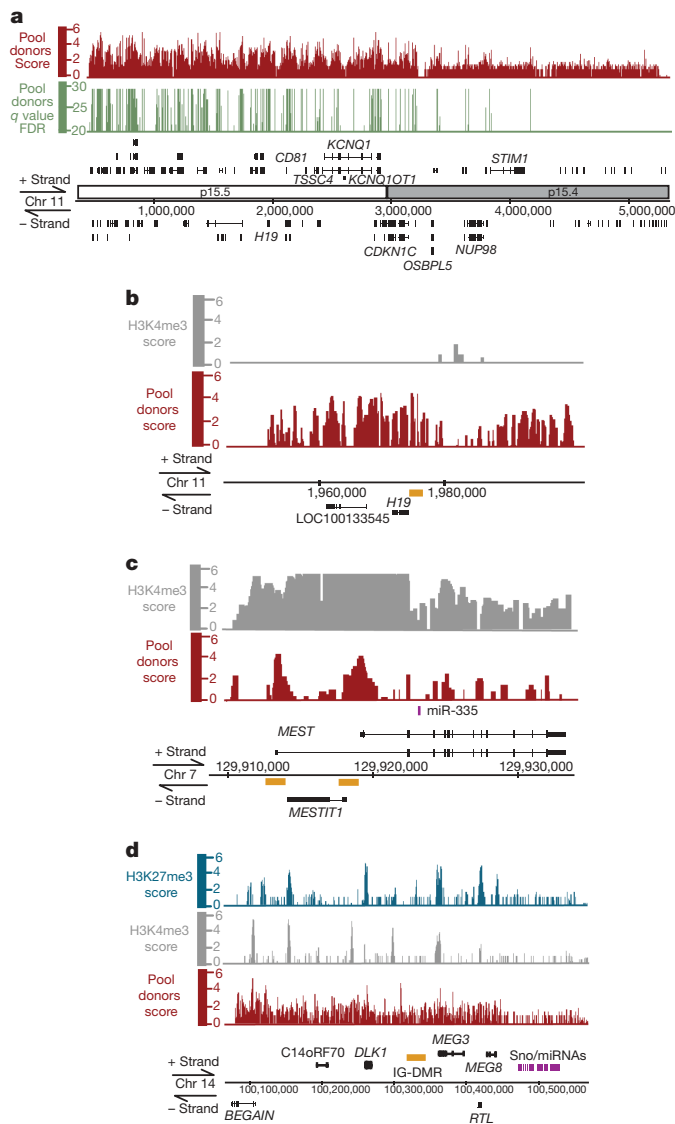 a
Pool donors Score
6
4
2
0
Pool donors q value FDR
30
25
20
KCNQ1
CD81
STIM1
TSSC4 KCNQ1OT1
+ Strand
p15.5 p15.4
Chr 11
1,000,000 2,000,000 3,000,000 4,000,000 5,000,000
– Strand
H19
CDKN1C NUP98
OSBPL5
b
H3K4me3 score
6
4
2
0
Pool donors score
6
4
2
0
+ Strand
Chr 11
1,960,000 1,980,000
– Strand
H19
LOC100133545
c
H3K4me3 score
6
4
2
0
Pool donors score
6
4
2
0
miR-335
MEST
+ Strand
129,910,000 129,920,000 129,930,000
Chr 7
– Strand
MESTIT1
d
H3K27me3 score
6
4
2
0
H3K4me3 score
6
4
2
0
Pool donors score
6
4
2
0
MEG3
C14oRF70 DLK1 Sno/miRNAs
+ Strand
IG-DMR MEG8
Chr 14
100,100,000 100,200,000 100,300,000 100,400,000 100,500,000
– Strand
BEGAIN RTL